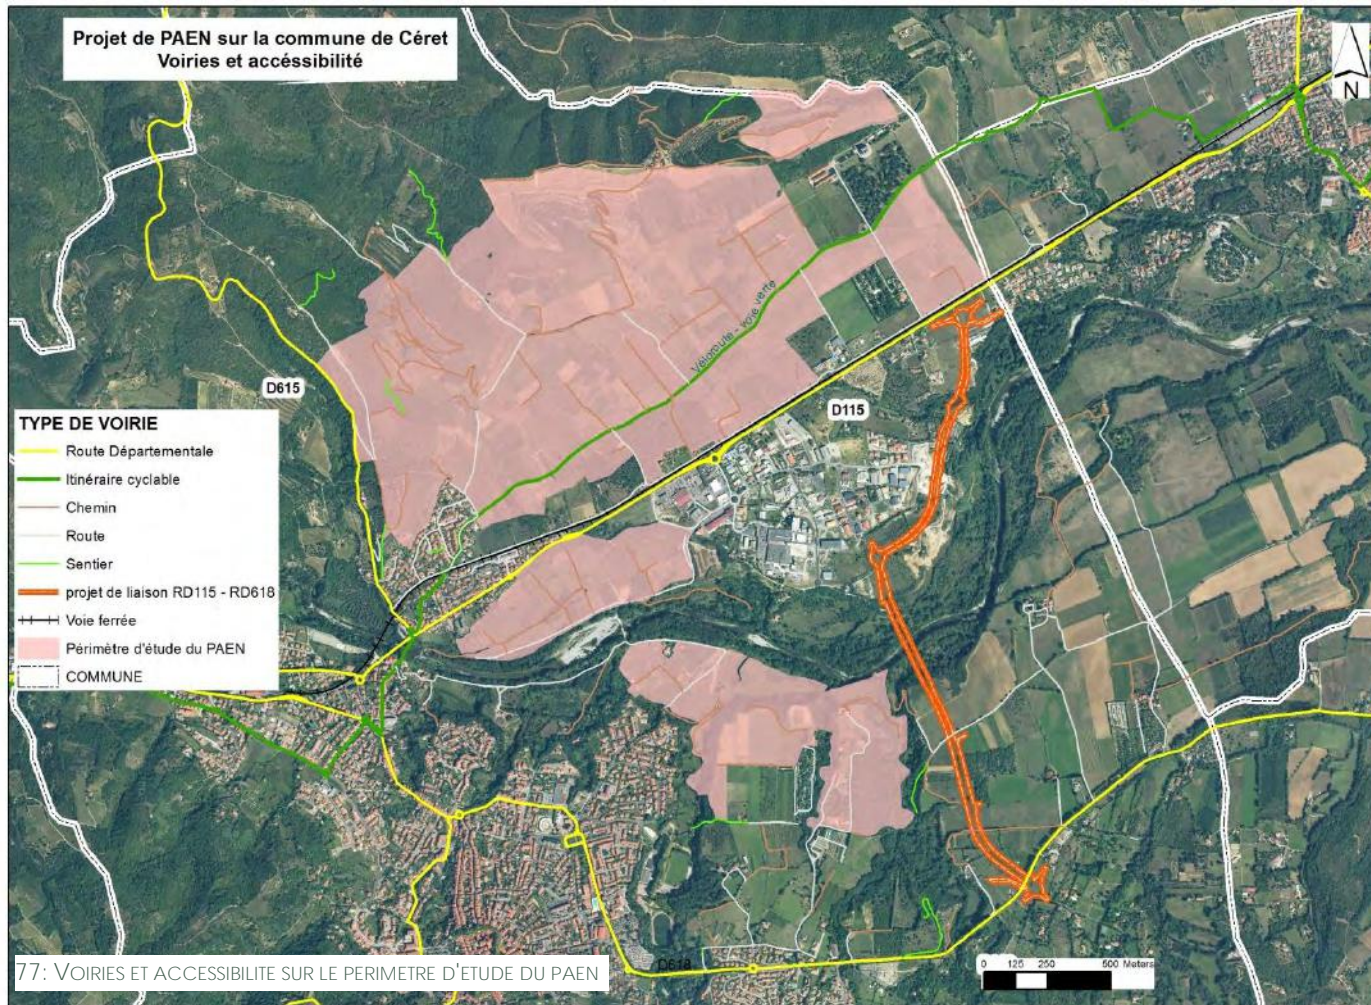 Projet de PAEN sur la commune de Céret
Voiries et accéssibilité
N
Véloroute - voie verte
D615
D115
TYPE DE VOIRIE
Route Départementale
Itinéraire cyclable
Chemin
Route
Sentier
projet de liaison RD115 - RD618
Voie ferrée
Périmètre d'étude du PAEN
COMMUNE
D618
0 125 250 500 Meters
77: VOIRIES ET ACCESSIBILITE SUR LE PERIMETRE D'ETUDE DU PAEN